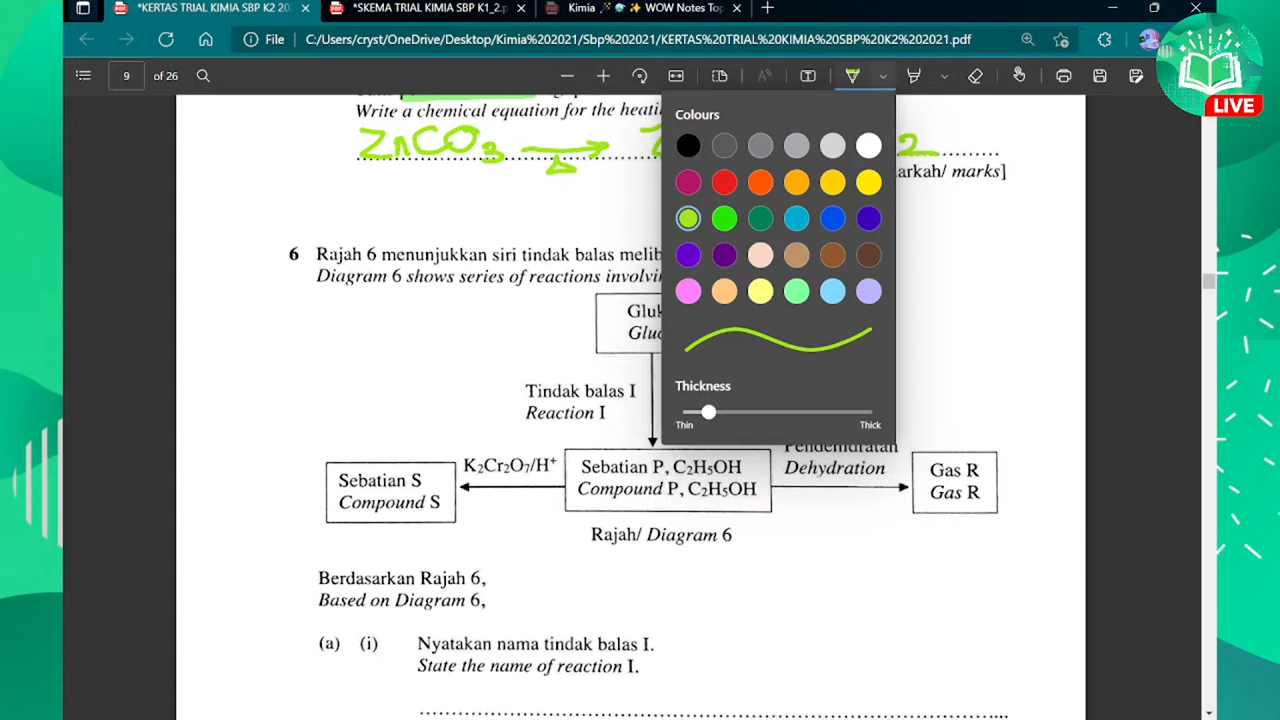 *KERTAS TRIAL KIMIA SBP K2 202
*SKEMA TRIAL KIMIA SBP K1_2.p
Kimia 🪄 🌏 ✨ WOW Notes Top
File C:/Users/cryst/OneDrive/Desktop/Kimia%202021/Sbp%202021/KERTAS%20TRIAL%20KIMIA%20SBP%20K2%202021.pdf
LIVE
9 of 26
Write a chemical equation for the heati
ZnCO3 → Δ
2
arkah/ marks]
Colours
Thickness
Thin Thick
6 Rajah 6 menunjukkan siri tindak balas melib
Diagram 6 shows series of reactions involvi
Gluk
Gluc
Tindak balas I
Reaction I
K2Cr2O7/H+
Sebatian S
Compound S
Sebatian P, C2H5OH
Compound P, C2H5OH
Dehydration
Gas R
Gas R
Rajah/ Diagram 6
Berdasarkan Rajah 6,
Based on Diagram 6,
(a) (i) Nyatakan nama tindak balas I.
State the name of reaction I.